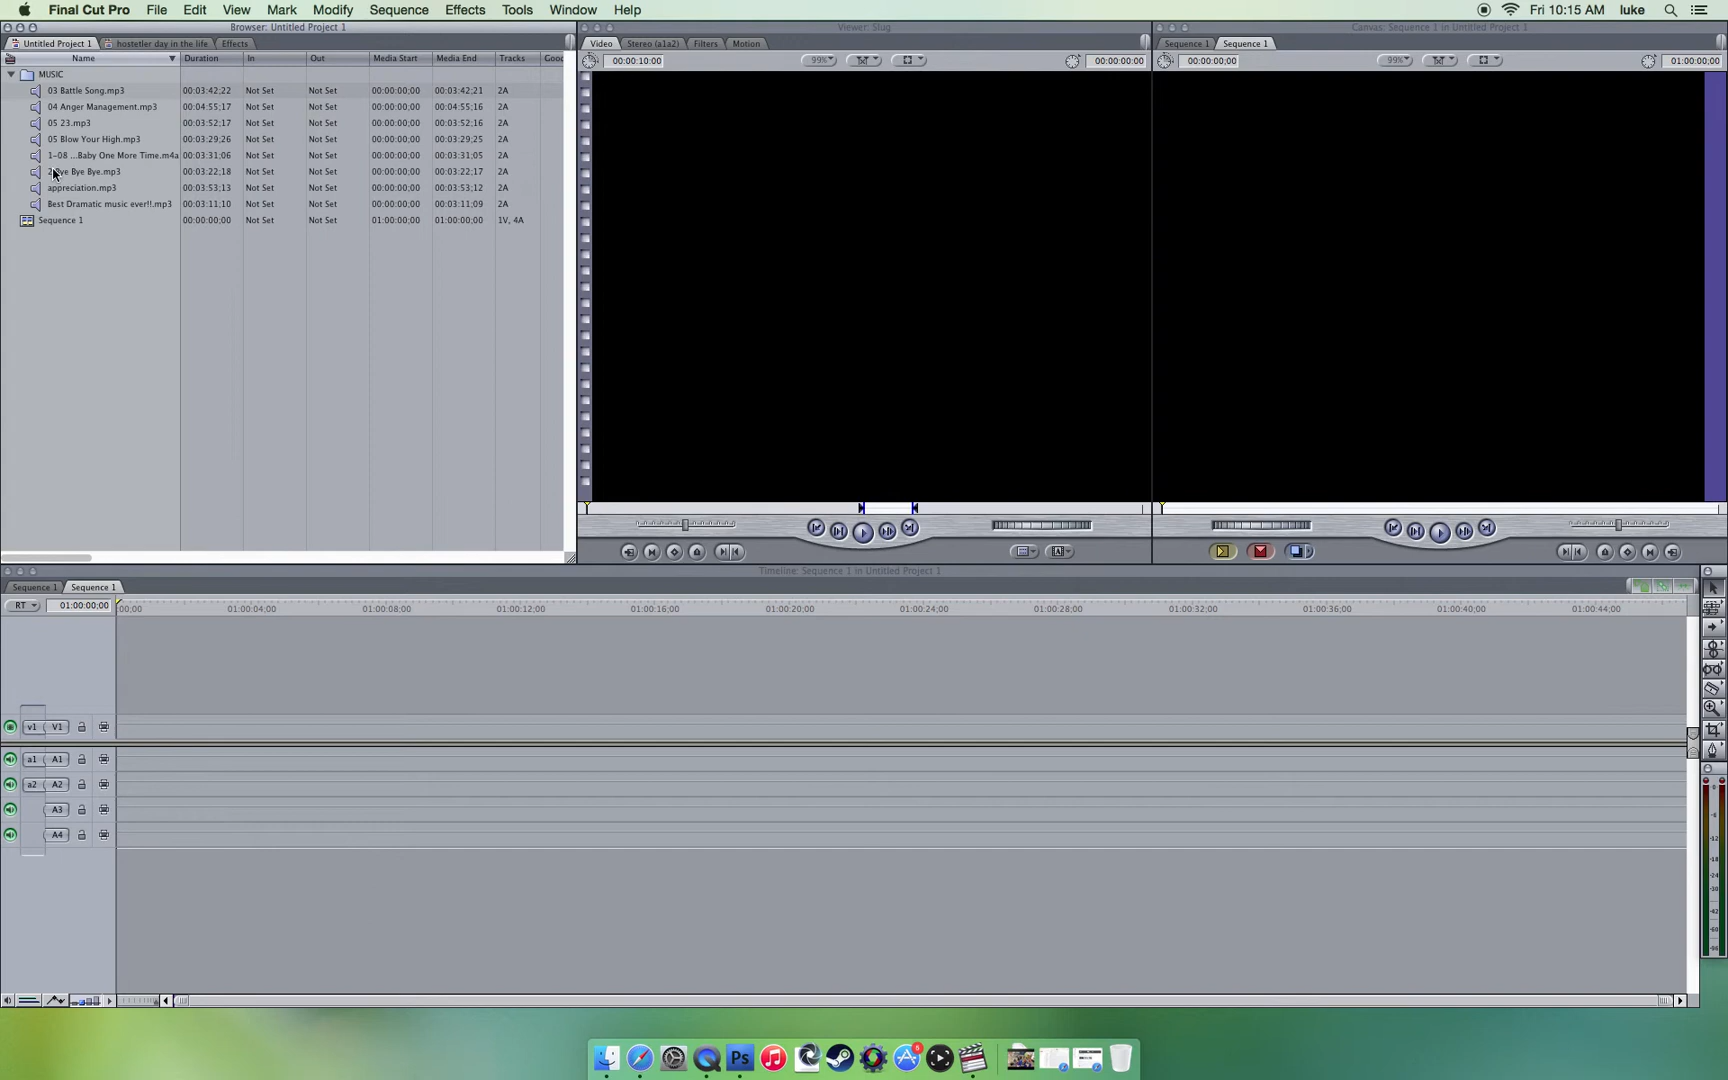 Final Cut Pro File Edit View Mark Modify Sequence Effects Tools Window Help Fri 10:15 AM luke
Browser: Untitled Project 1
Untitled Project 1 hostetler day in the life Effects
Name Duration In Out Media Start Media End Tracks Good
MUSIC
03 Battle Song.mp3 00:03:42;22 Not Set Not Set 00:00:00;00 00:03:42;21 2A
04 Anger Management.mp3 00:04:55;17 Not Set Not Set 00:00:00;00 00:04:55;16 2A
05 23.mp3 00:03:52;17 Not Set Not Set 00:00:00;00 00:03:52;16 2A
05 Blow Your High.mp3 00:03:29;26 Not Set Not Set 00:00:00;00 00:03:29;25 2A
1-08 ...Baby One More Time.m4a 00:03:31;06 Not Set Not Set 00:00:00;00 00:03:31;05 2A
Bye Bye.mp3 00:03:22;18 Not Set Not Set 00:00:00;00 00:03:22;17 2A
appreciation.mp3 00:03:53;13 Not Set Not Set 00:00:00;00 00:03:53;12 2A
Best Dramatic music ever!!.mp3 00:03:11;10 Not Set Not Set 00:00:00;00 00:03:11;09 2A
Sequence 1 00:00:00;00 Not Set Not Set 01:00:00;00 01:00:00;00 1V, 4A
Viewer: Slug
Video Stereo (a1a2) Filters Motion
00:00:10:00 99% 00:00:00:00
Canvas: Sequence 1 in Untitled Project 1
Sequence 1 Sequence 1
00:00:00;00 99% 01:00:00;00
Timeline: Sequence 1 in Untitled Project 1
Sequence 1 Sequence 1
RT 01:00:00;00 :00;00 01:00:04;00 01:00:08;00 01:00:12;00 01:00:16;00 01:00:20;00 01:00:24;00 01:00:28;00 01:00:32;00 01:00:36;00 01:00:40;00 01:00:44;00
v1 V1
a1 A1
a2 A2
A3
A4
0
-6
-12
-18
-24
-30
-42
-60
-96
Ps